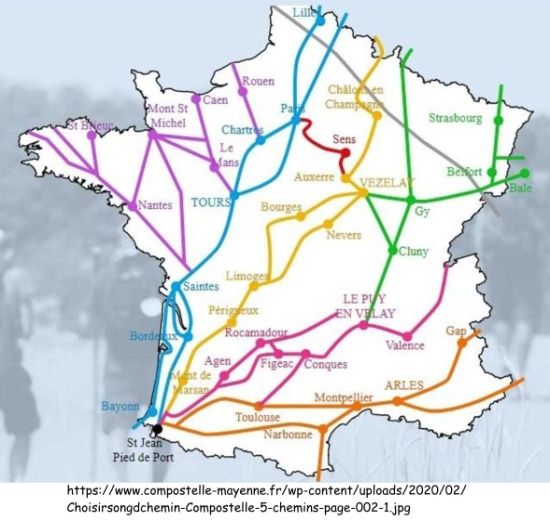 Lille
Rouen
Châlons en
Champagne
Caen
Mont St
Michel
Paris
Strasbourg
St Brieuc
Chartres
Le
Mans
Sens
Auxerre
VEZELAY
Belfort
Bale
Nantes
TOURS
Bourges
Gy
Nevers
Cluny
Limoges
Saintes
LE PUY
EN VELAY
Périgueux
Rocamadour
Bordeaux
Valence
Gap
Agen
Figeac
Conques
Mont de
Marsan
ARLES
Montpellier
Bayonn
Toulouse
Narbonne
St Jean
Pied de Port
https://www.compostelle-mayenne.fr/wp-content/uploads/2020/02/
Choisirsongdchemin-Compostelle-5-chemins-page-002-1.jpg